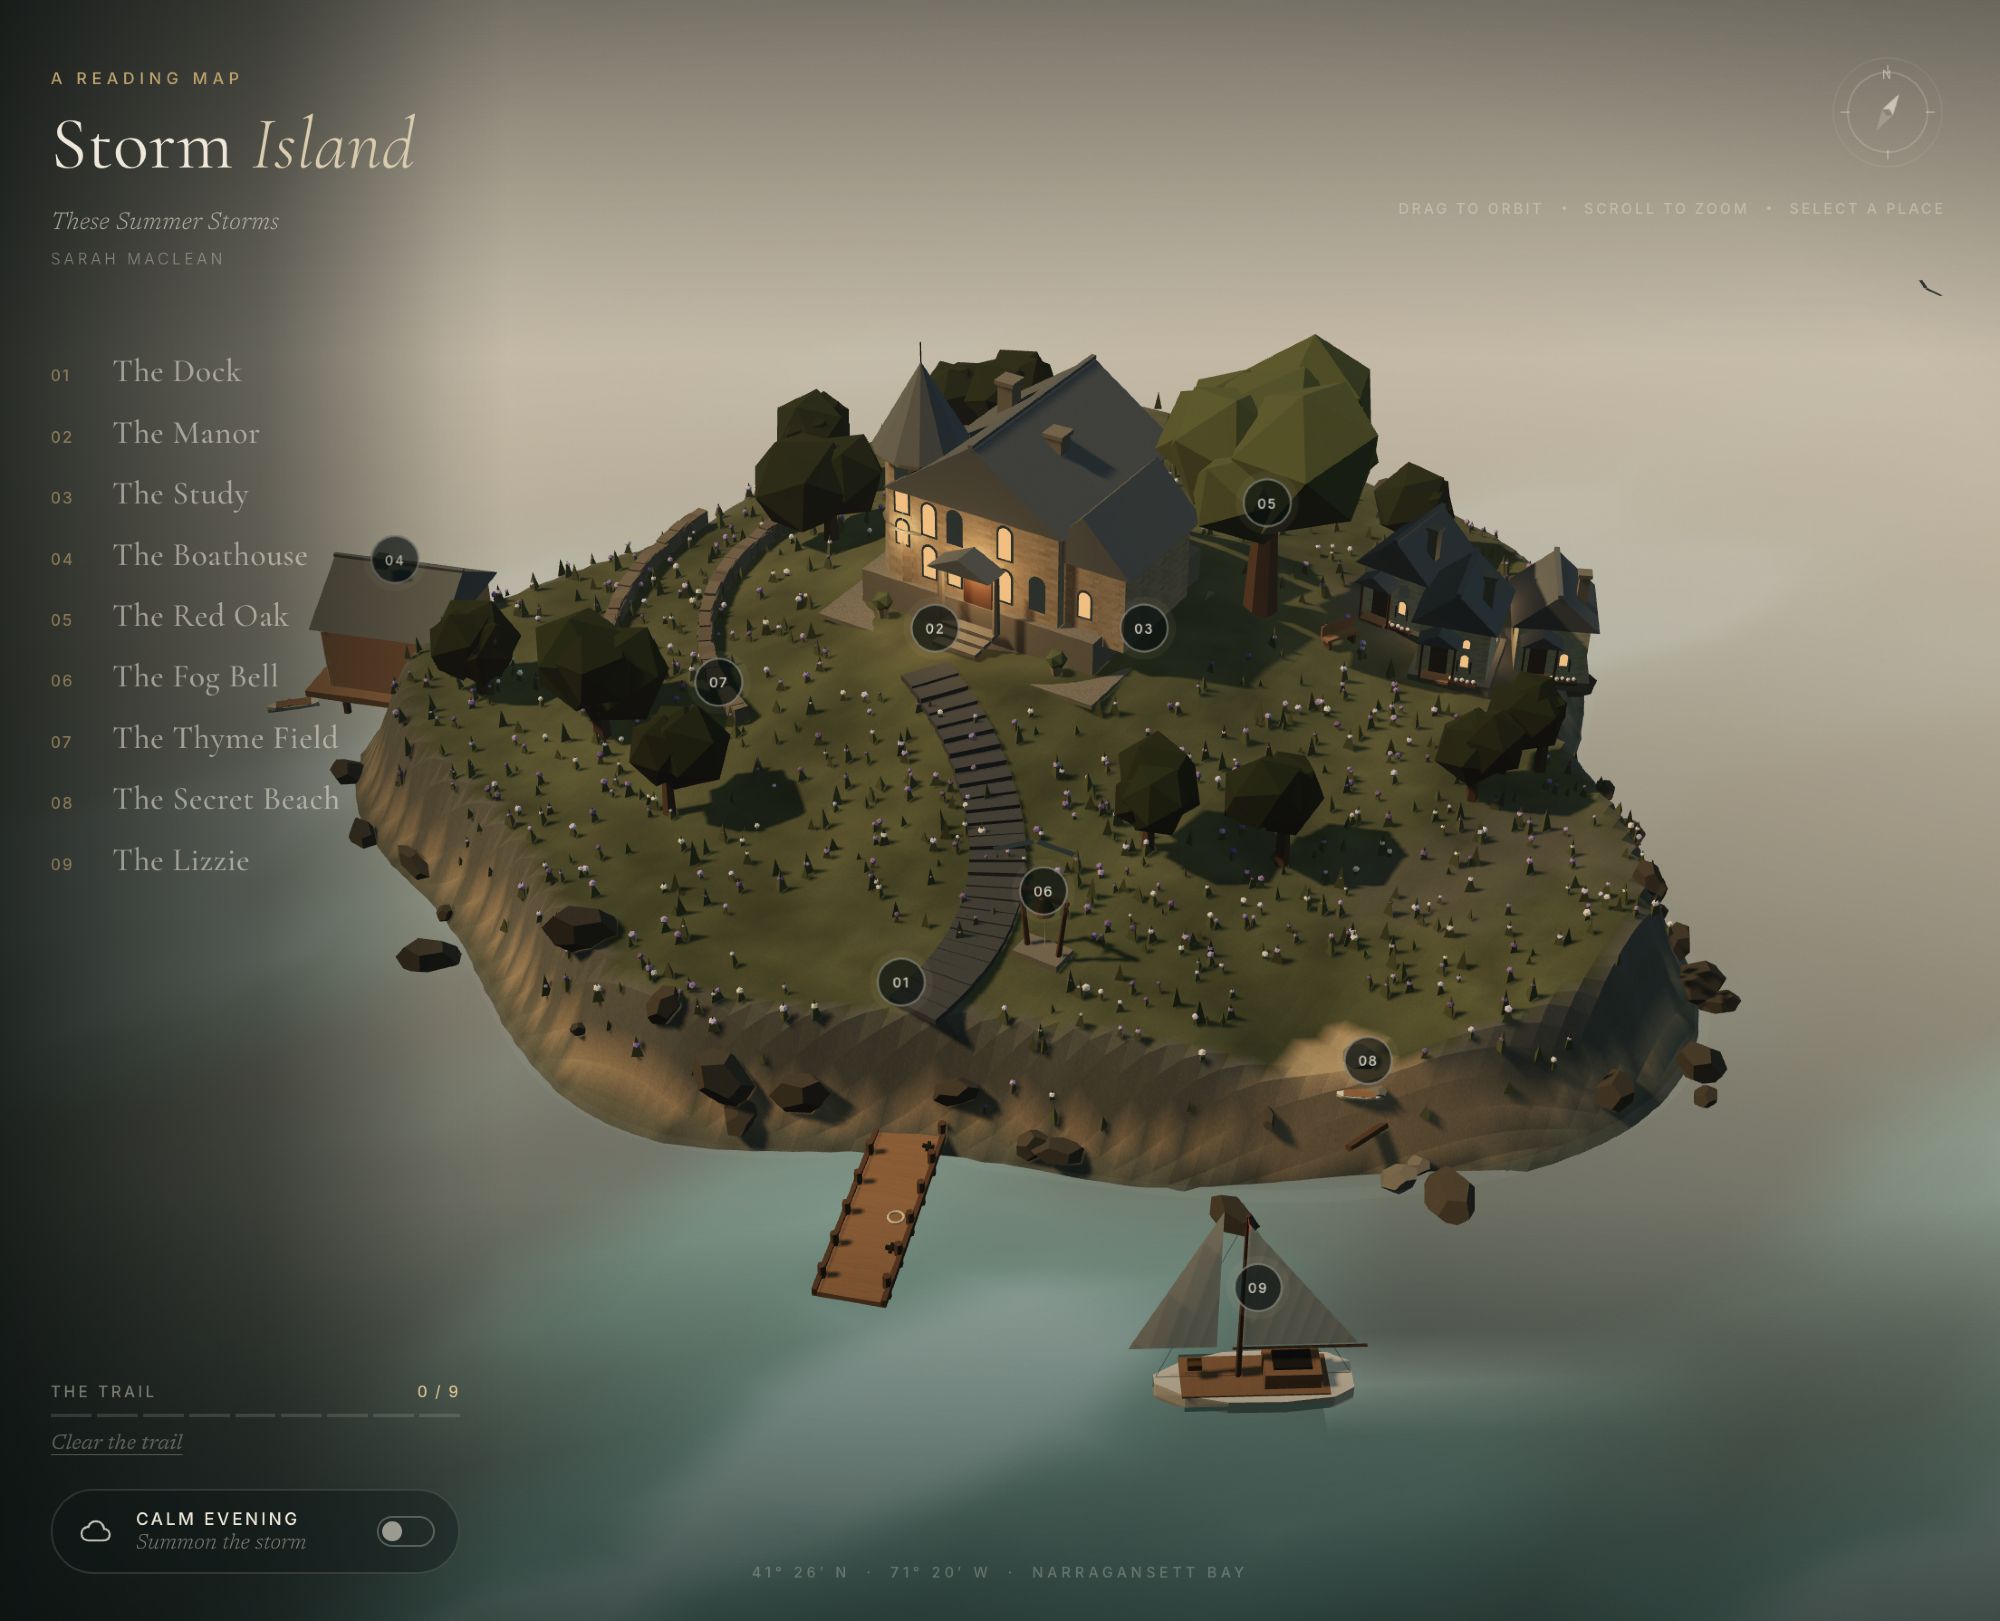 A READING MAP
Storm Island
These Summer Storms
SARAH MACLEAN
N
DRAG TO ORBIT • SCROLL TO ZOOM • SELECT A PLACE
01 The Dock
02 The Manor
03 The Study
04 The Boathouse
05 The Red Oak
06 The Fog Bell
07 The Thyme Field
08 The Secret Beach
09 The Lizzie
05
04
02
03
07
06
01
08
09
THE TRAIL 0 / 9
Clear the trail
CALM EVENING
Summon the storm
41° 26′ N · 71° 20′ W · NARRAGANSETT BAY